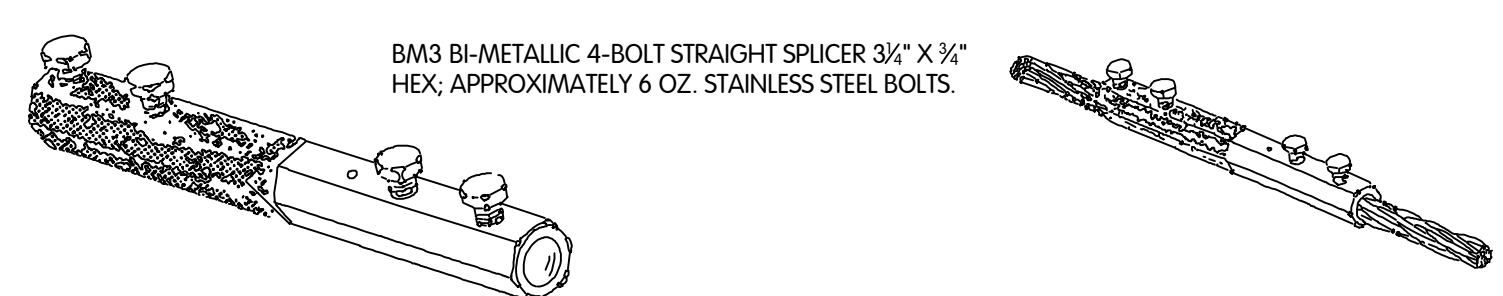 BM3 BI-METALLIC 4-BOLT STRAIGHT SPLICER 3¼" X ¾"
HEX; APPROXIMATELY 6 OZ. STAINLESS STEEL BOLTS.